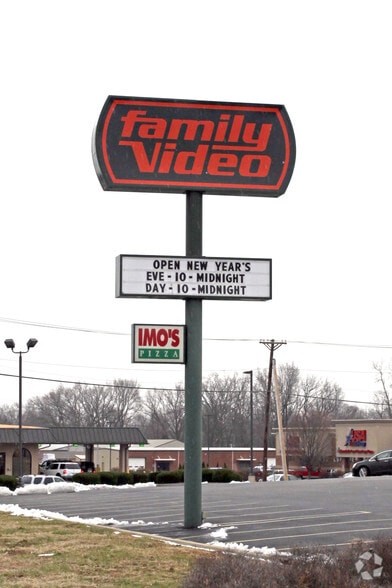 family
Video
OPEN NEW YEAR'S
EVE - 10 - MIDNIGHT
DAY - 10 - MIDNIGHT
IMO'S
PIZZA